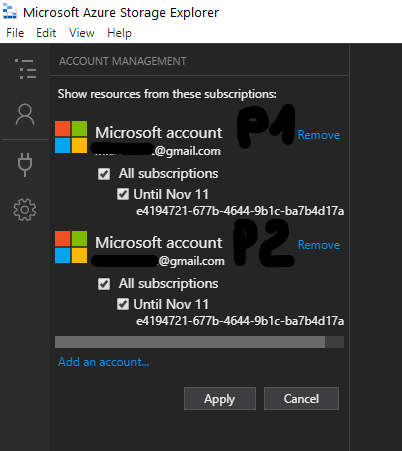 Microsoft Azure Storage Explorer
File Edit View Help
ACCOUNT MANAGEMENT
Show resources from these subscriptions:
Microsoft account P1 Remove
@gmail.com
All subscriptions
Until Nov 11
e4194721-677b-4644-9b1c-ba7b4d17a
Microsoft account P2 Remove
@gmail.com
All subscriptions
Until Nov 11
e4194721-677b-4644-9b1c-ba7b4d17a
Add an account...
Apply Cancel